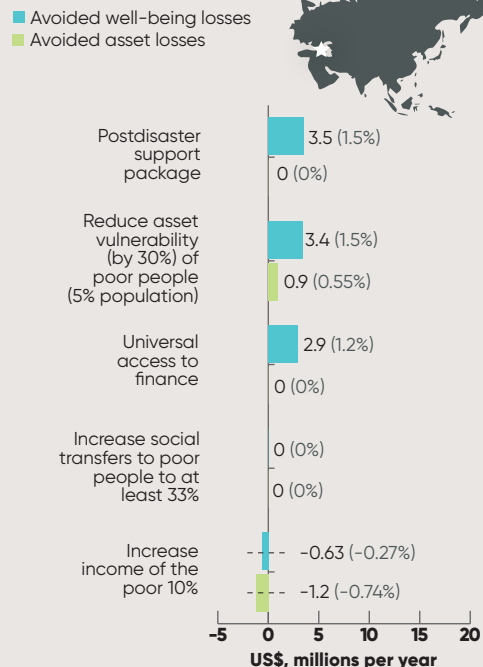 Avoided well-being losses
Avoided asset losses
Postdisaster
support
package
3.5 (1.5%)
0 (0%)
Reduce asset
vulnerability
(by 30%) of
poor people
(5% population)
3.4 (1.5%)
0.9 (0.55%)
Universal
access to
finance
2.9 (1.2%)
0 (0%)
Increase social
transfers to poor
people to at
least 33%
0 (0%)
0 (0%)
Increase
income of the
poor 10%
-0.63 (-0.27%)
-1.2 (-0.74%)
-5 0 5 10 15 20
US$, millions per year